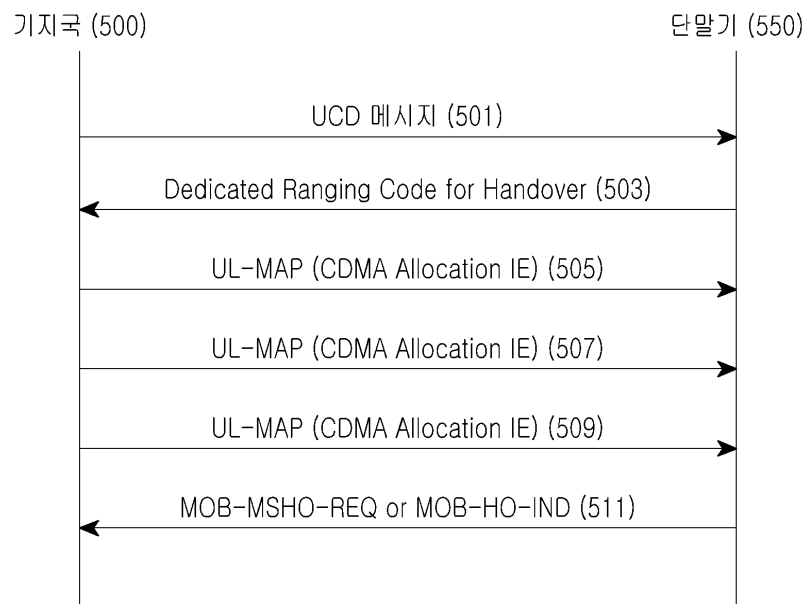 기지국 (500)
단말기 (550)
UCD 메시지 (501)
Dedicated Ranging Code for Handover (503)
UL-MAP (CDMA Allocation IE) (505)
UL-MAP (CDMA Allocation IE) (507)
UL-MAP (CDMA Allocation IE) (509)
MOB-MSHO-REQ or MOB-HO-IND (511)